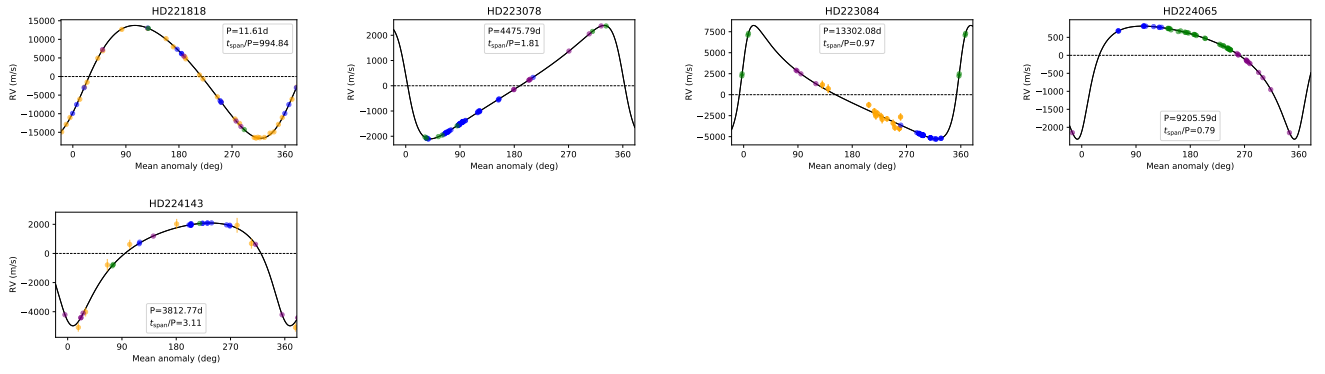 HD221818
RV (m/s)
15000
10000
5000
0
−5000
−10000
−15000
P=11.61d
tspan/P=994.84
0 90 180 270 360
Mean anomaly (deg)
HD223078
RV (m/s)
2000
1000
0
−1000
−2000
P=4475.79d
tspan/P=1.81
0 90 180 270 360
Mean anomaly (deg)
HD223084
RV (m/s)
7500
5000
2500
0
−2500
−5000
P=13302.08d
tspan/P=0.97
0 90 180 270 360
Mean anomaly (deg)
HD224065
RV (m/s)
500
0
−500
−1000
−1500
−2000
P=9205.59d
tspan/P=0.79
0 90 180 270 360
Mean anomaly (deg)
HD224143
RV (m/s)
2000
0
−2000
−4000
P=3812.77d
tspan/P=3.11
0 90 180 270 360
Mean anomaly (deg)